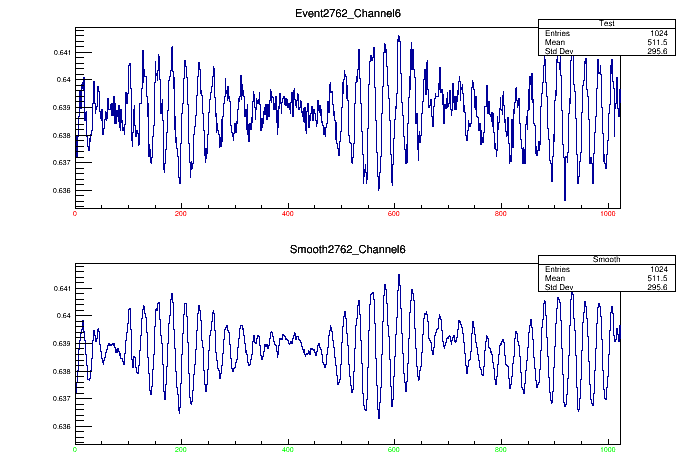 Event2762_Channel6
Test
Entries 1024
Mean 511.5
Std Dev 295.6
0.641
0.64
0.639
0.638
0.637
0.636
0 200 400 600 800 1000
Smooth2762_Channel6
Smooth
Entries 1024
Mean 511.5
Std Dev 295.6
0.641
0.64
0.639
0.638
0.637
0.636
0 200 400 600 800 1000